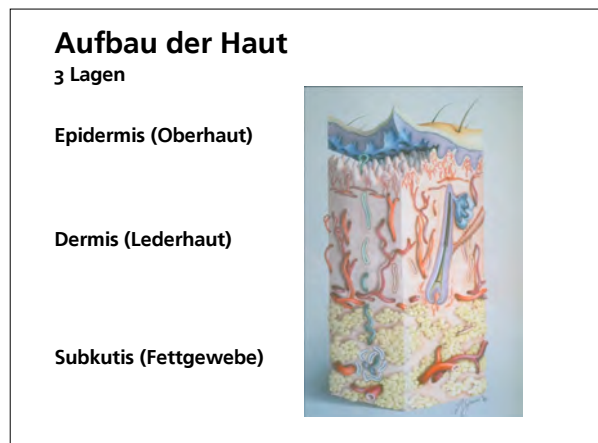 Aufbau der Haut
3 Lagen
Epidermis (Oberhaut)
Dermis (Lederhaut)
Subkutis (Fettgewebe)